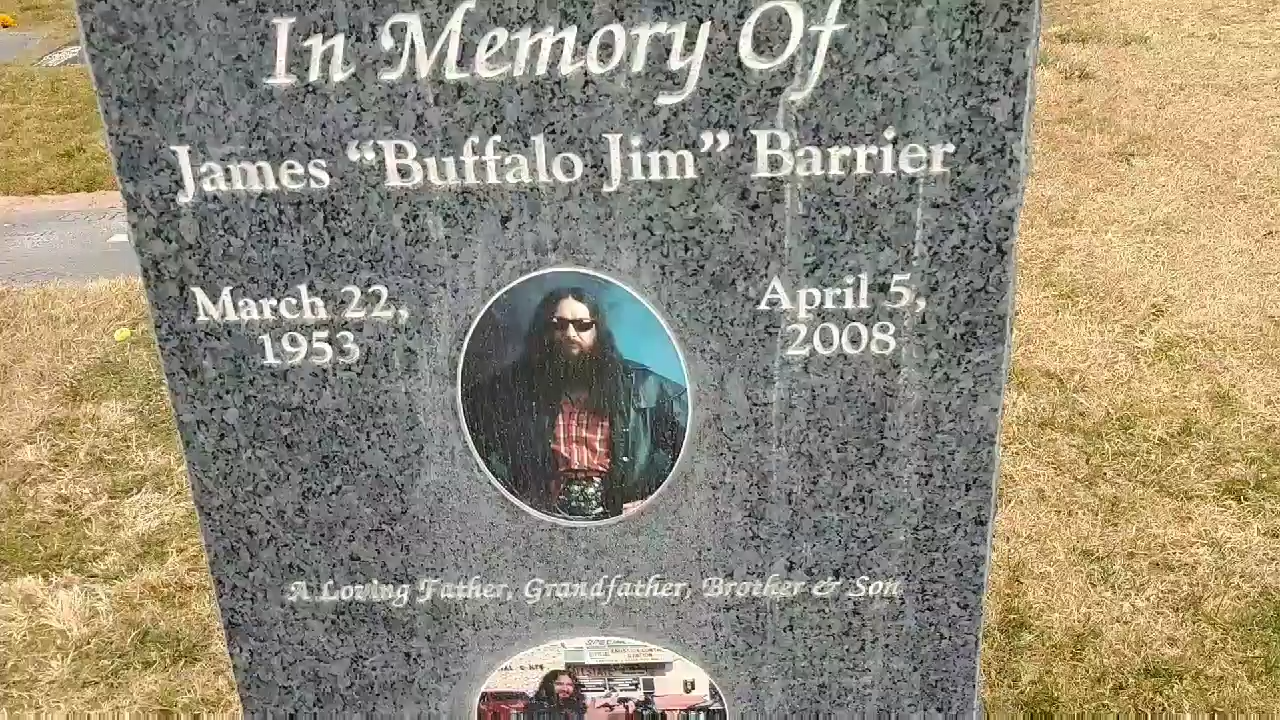 In Memory Of
James “Buffalo Jim” Barrier
March 22,
1953
April 5,
2008
A Loving Father, Grandfather, Brother & Son